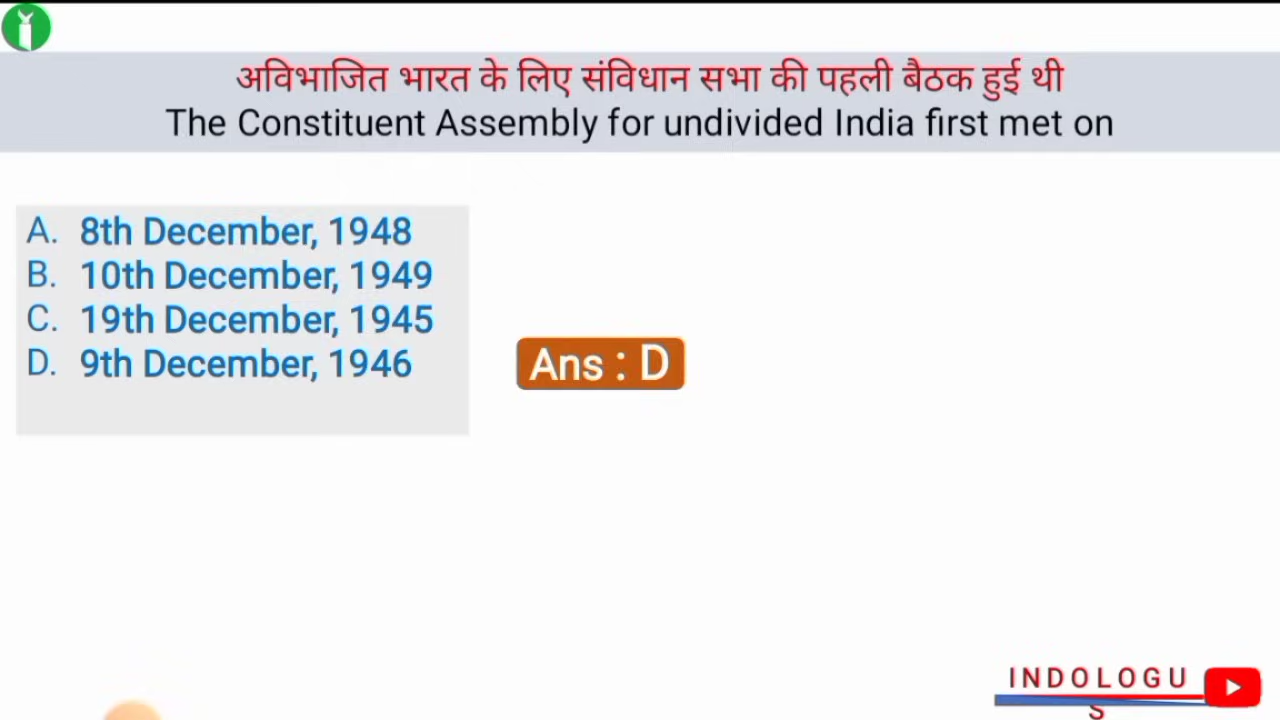 अविभाजित भारत के लिए संविधान सभा की पहली बैठक हुई थी
The Constituent Assembly for undivided India first met on
A. 8th December, 1948
B. 10th December, 1949
C. 19th December, 1945
D. 9th December, 1946
Ans : D
INDOLOGU
S